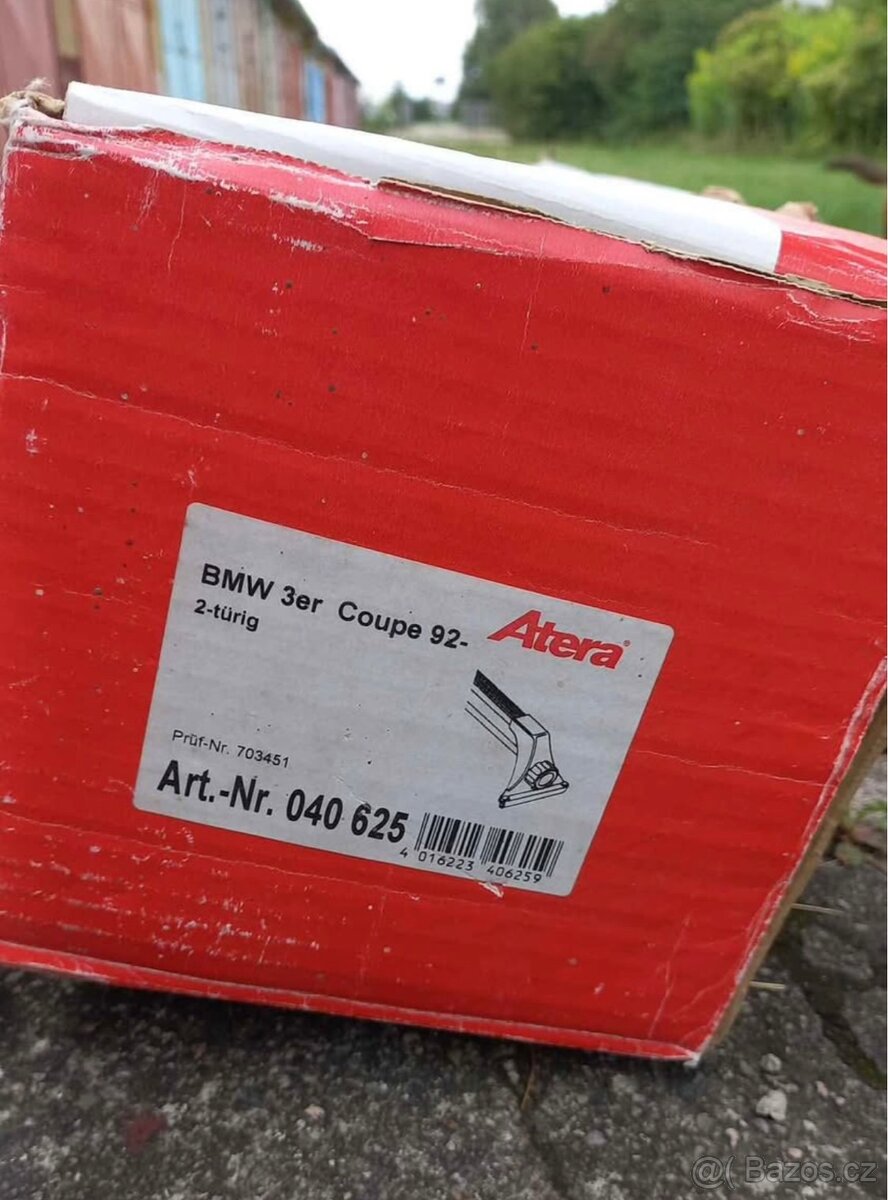 BMW 3er Coupe 92-
2-türig
Atera®
Prüf-Nr. 703451
Art.-Nr. 040 625
4 016223 406259
@( Bazos.cz